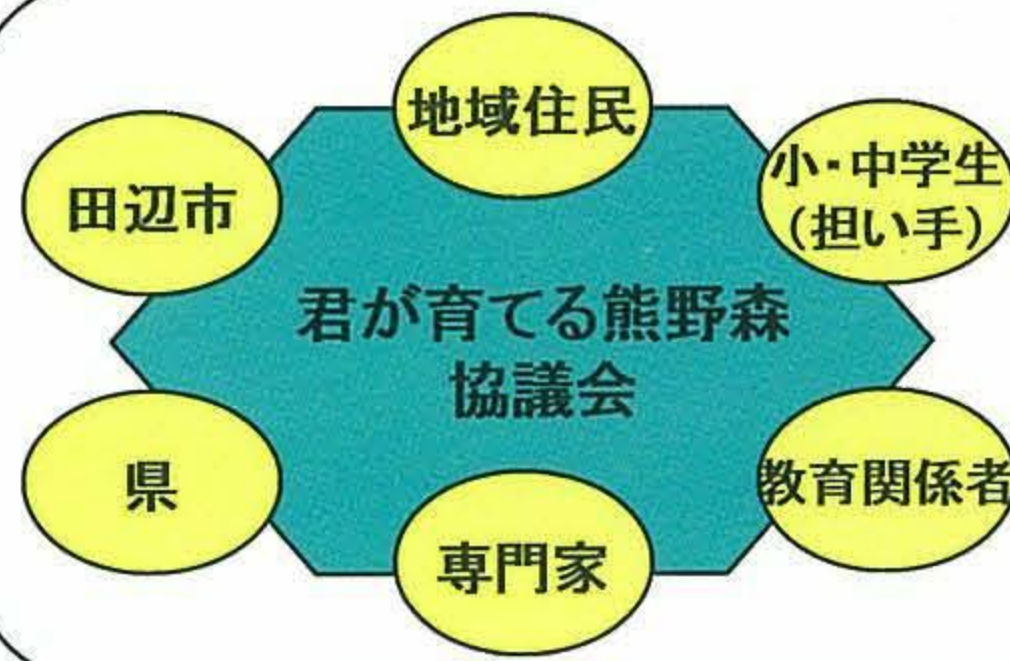 地域住民
田辺市
小・中学生
（担い手）
君が育てる熊野森
協議会
県
教育関係者
専門家